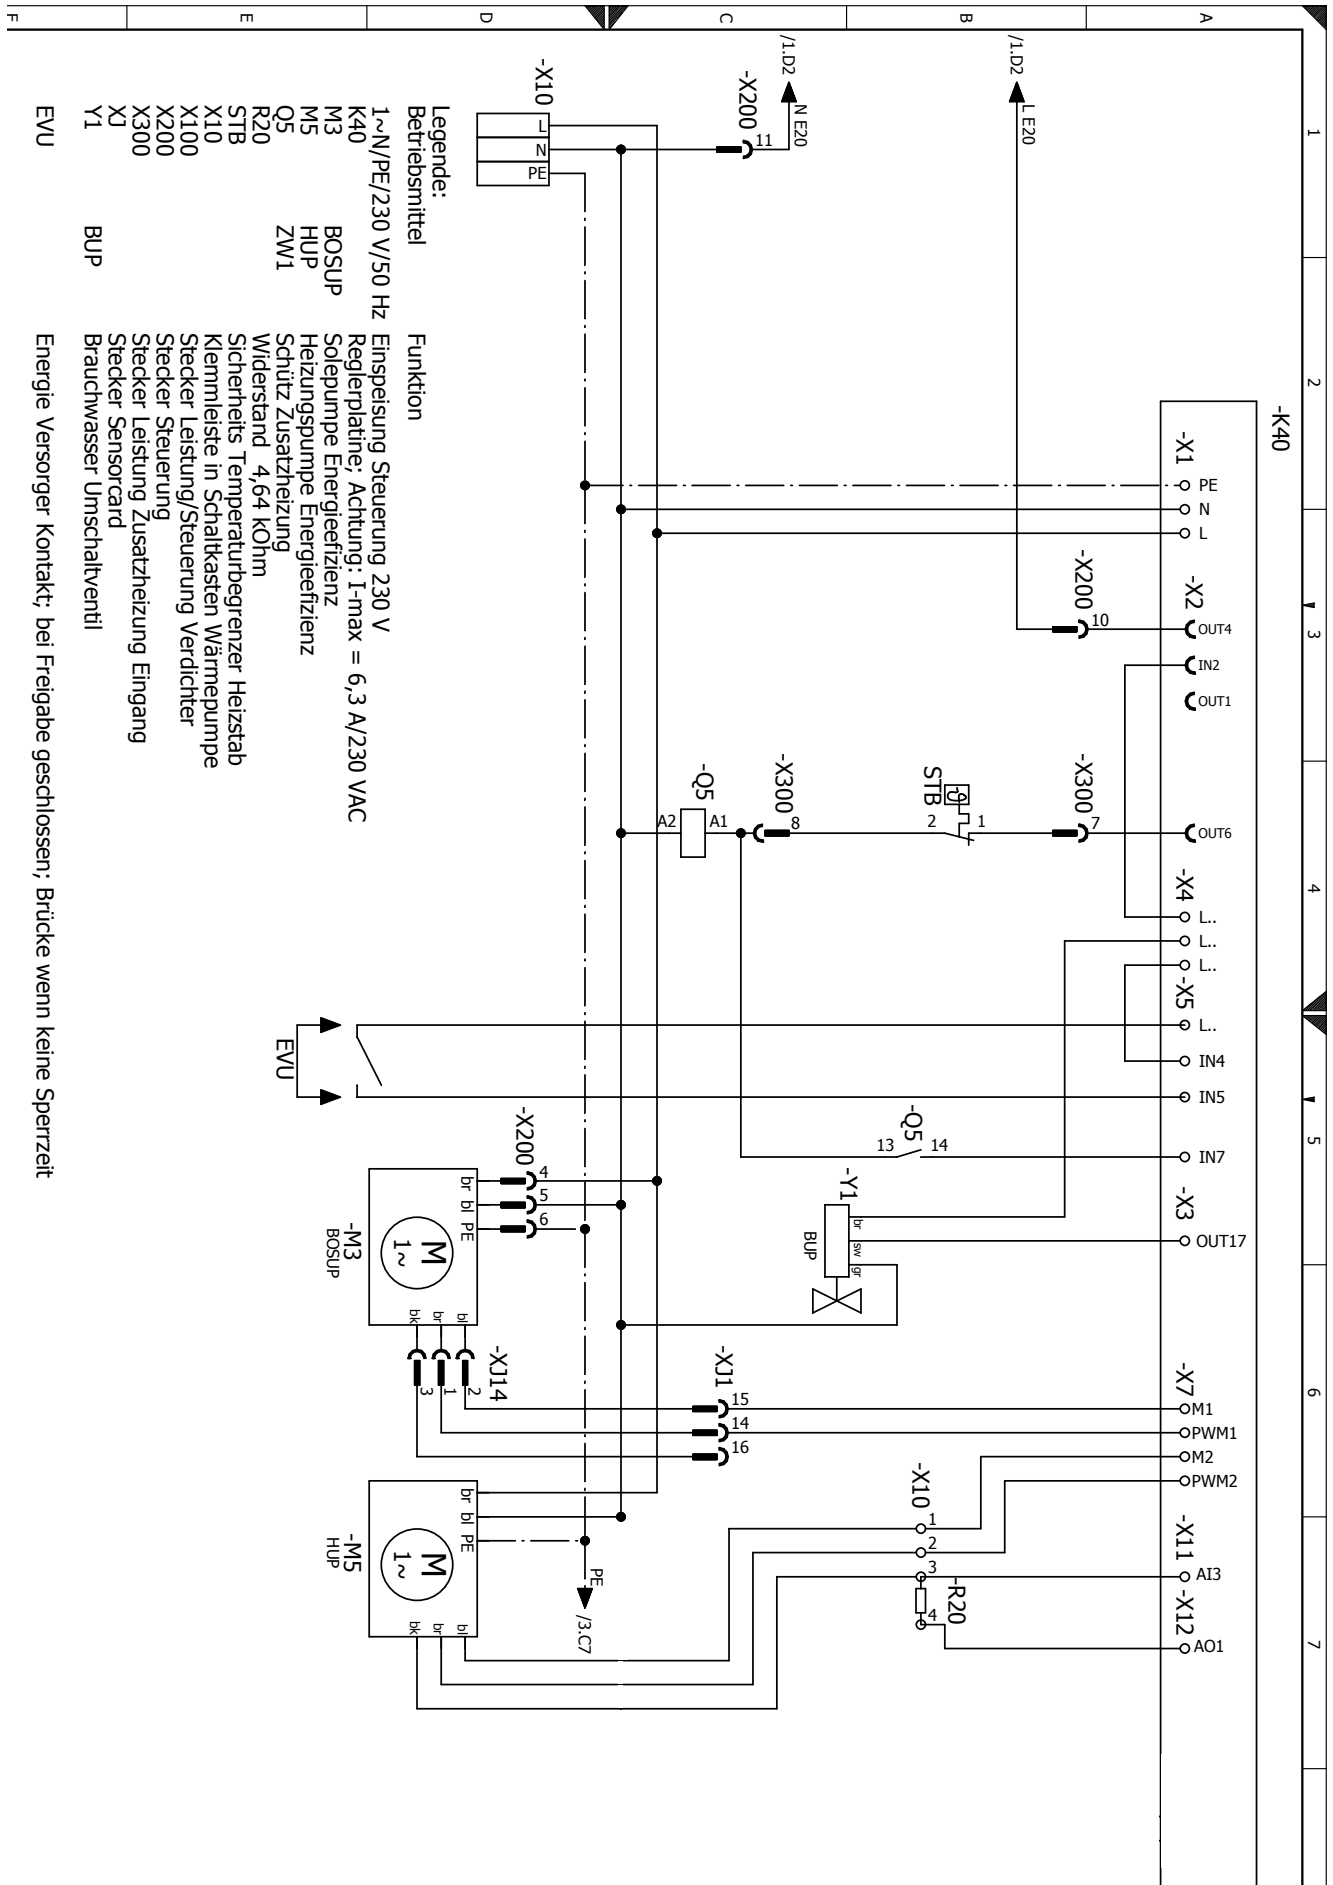 1
2
3
4
5
6
7
A
B
C
D
E
F
-K40
-X1
PE
N
L
-X2
OUT4
IN2
OUT1
OUT6
-X4
L..
L..
L..
-X5
L..
IN4
IN5
IN7
-X3
OUT17
-X7
M1
PWM1
M2
PWM2
-X11
AI3
-X12
AO1
/1.D2
L E20
-X200
10
/1.D2
N E20
-X200
11
-X300
7
STB
1
2
-X300
8
-Q5
A1
A2
-Q5
13
14
-Y1
br
sw
gr
BUP
-XJ1
15
14
16
-X10
1
2
3
4
-R20
-X10
L
N
PE
EVU
-X200
4
5
6
br
bl
PE
M
1~
-M3
BOSUP
bk
br
bl
-XJ14
3
1
2
br
bl
PE
M
1~
-M5
HUP
bk
br
bl
PE
/3.C7
Legende:
Betriebsmittel Funktion
1~N/PE/230 V/50 Hz Einspeisung Steuerung 230 V
K40 Reglerplatine; Achtung: I-max = 6,3 A/230 VAC
M3 BOSUP Solepumpe Energieefizienz
M5 HUP Heizungspumpe Energieefizienz
Q5 ZW1 Schütz Zusatzheizung
R20 Widerstand 4,64 kOhm
STB Sicherheits Temperaturbegrenzer Heizstab
X10 Klemmleiste in Schaltkasten Wärmepumpe
X100 Stecker Leistung/Steuerung Verdichter
X200 Stecker Steuerung
X300 Stecker Leistung Zusatzheizung Eingang
XJ Stecker Sensorcard
Y1 BUP Brauchwasser Umschaltventil
EVU Energie Versorger Kontakt; bei Freigabe geschlossen; Brücke wenn keine Sperrzeit